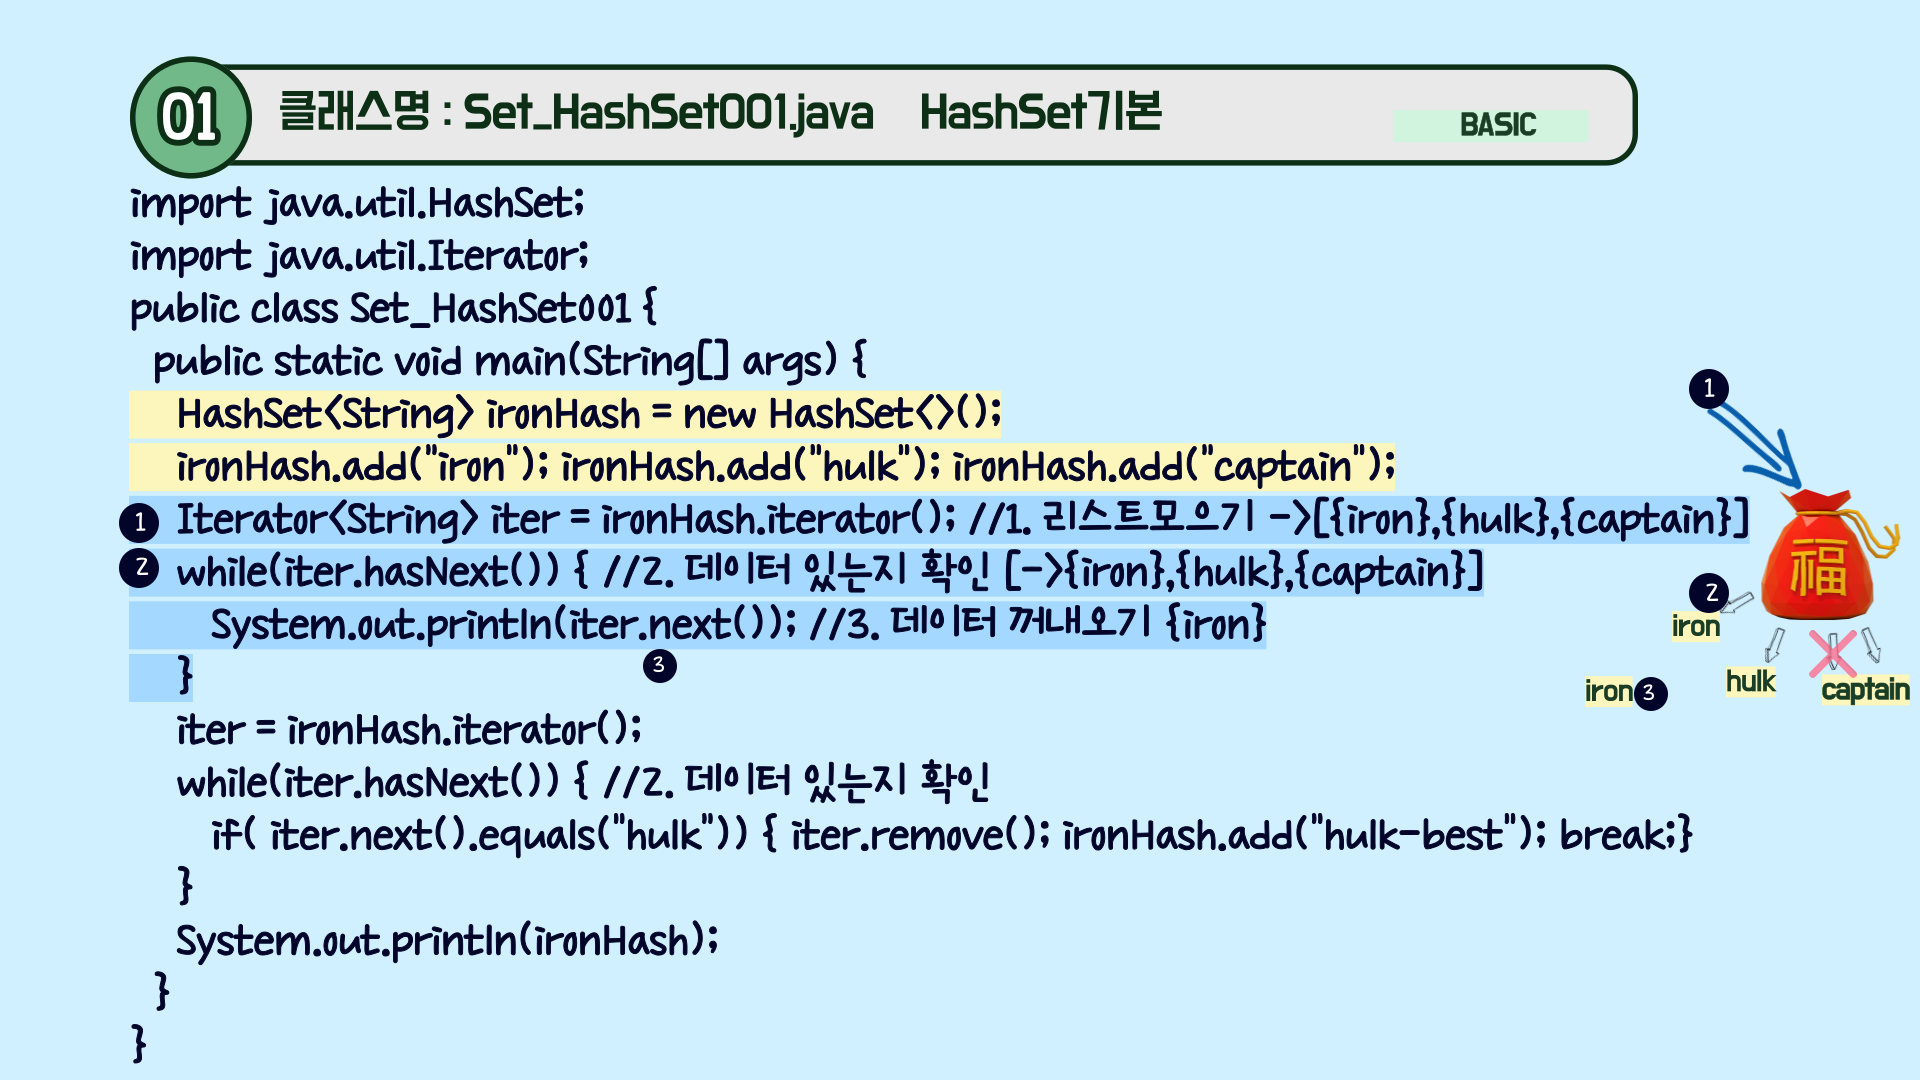 01
클래스명 : Set_HashSet001.java HashSet기본
BASIC
import java.util.HashSet;
import java.util.Iterator;
public class Set_HashSet001 {
public static void main(String[] args) {
HashSet<String> ironHash = new HashSet<>();
ironHash.add("iron"); ironHash.add("hulk"); ironHash.add("captain");
1 Iterator<String> iter = ironHash.iterator(); //1. 리스트모으기 ->[{iron},{hulk},{captain}]
2 while(iter.hasNext()) { //2. 데이터 있는지 확인 [->{iron},{hulk},{captain}]
System.out.println(iter.next()); //3. 데이터 꺼내오기 {iron}
3
}
iter = ironHash.iterator();
while(iter.hasNext()) { //2. 데이터 있는지 확인
if( iter.next().equals("hulk")) { iter.remove(); ironHash.add("hulk-best"); break;}
}
System.out.println(ironHash);
}
}
1
福
2
iron
hulk
captain
iron 3